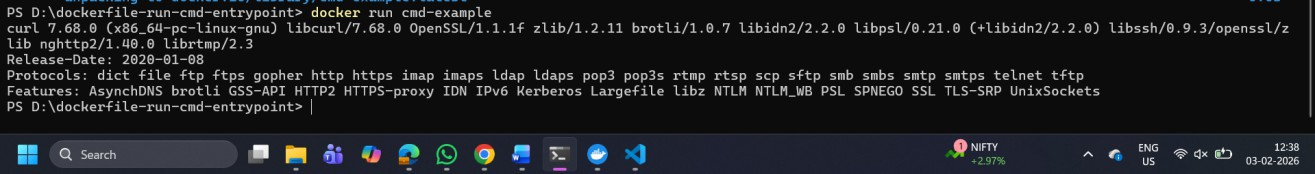 PS D:\dockerfile-run-cmd-entrypoint> docker run cmd-example
curl 7.68.0 (x86_64-pc-linux-gnu) libcurl/7.68.0 OpenSSL/1.1.1f zlib/1.2.11 brotli/1.0.7 libidn2/2.2.0 libpsl/0.21.0 (+libidn2/2.2.0) libssh/0.9.3/openssl/z
lib nghttp2/1.40.0 librtmp/2.3
Release-Date: 2020-01-08
Protocols: dict file ftp ftps gopher http https imap imaps ldap ldaps pop3 pop3s rtmp rtsp scp sftp smb smbs smtp smtps telnet tftp
Features: AsynchDNS brotli GSS-API HTTP2 HTTPS-proxy IDN IPv6 Kerberos Largefile libz NTLM NTLM_WB PSL SPNEGO SSL TLS-SRP UnixSockets
PS D:\dockerfile-run-cmd-entrypoint>
Search
1
NIFTY
+2.97%
ENG
US
12:38
03-02-2026